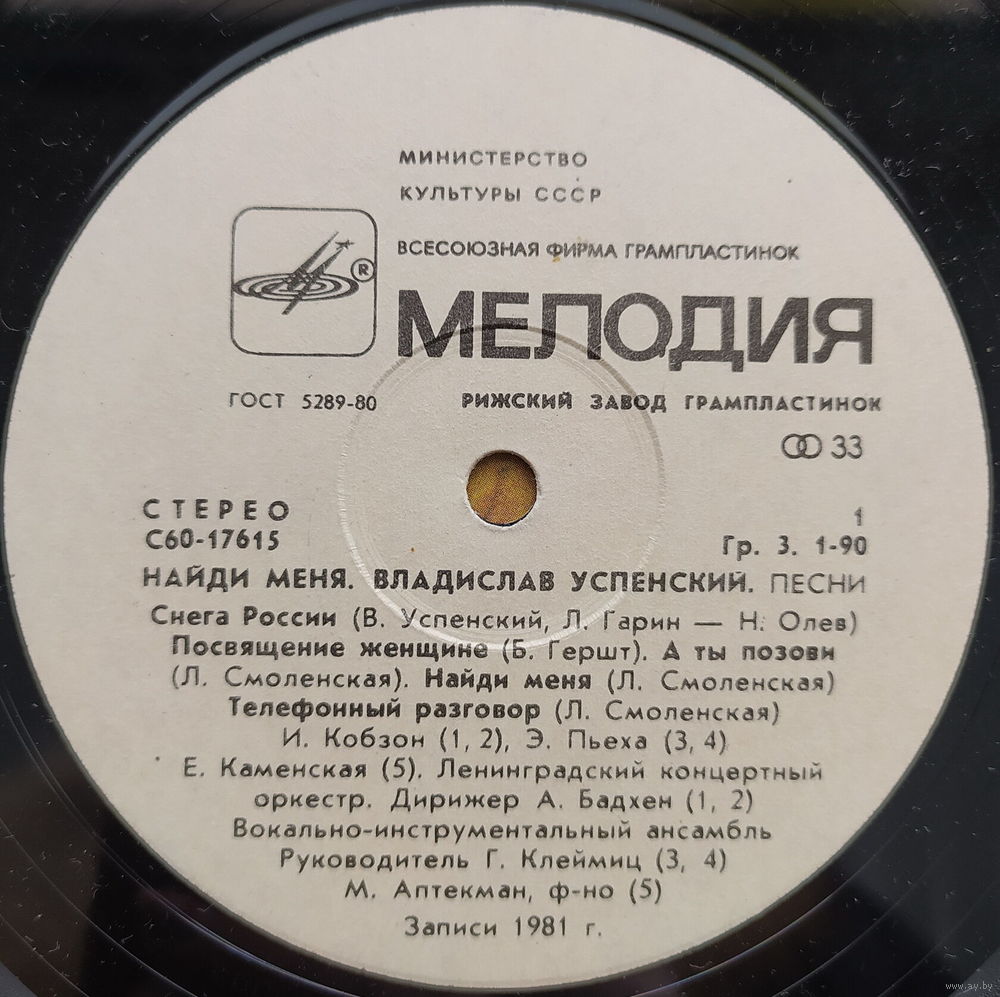 МИНИСТЕРСТВО
КУЛЬТУРЫ СССР
ВСЕСОЮЗНАЯ ФИРМА ГРАМПЛАСТИНОК
®
МЕЛОДИЯ
ГОСТ 5289-80
РИЖСКИЙ ЗАВОД ГРАМПЛАСТИНОК
33
СТЕРЕО
1
С60-17615
Гр. 3. 1-90
НАЙДИ МЕНЯ. ВЛАДИСЛАВ УСПЕНСКИЙ. ПЕСНИ
Снега России (В. Успенский, Л. Гарин — Н. Олев)
Посвящение женщине (Б. Гершт). А ты позови
(Л. Смоленская). Найди меня (Л. Смоленская)
Телефонный разговор (Л. Смоленская)
И. Кобзон (1, 2), Э. Пьеха (3, 4)
Е. Каменская (5). Ленинградский концертный
оркестр. Дирижер А. Бадхен (1, 2)
Вокально-инструментальный ансамбль
Руководитель Г. Клеймиц (3, 4)
М. Аптекман, ф-но (5)
Записи 1981 г.
www.ay.by